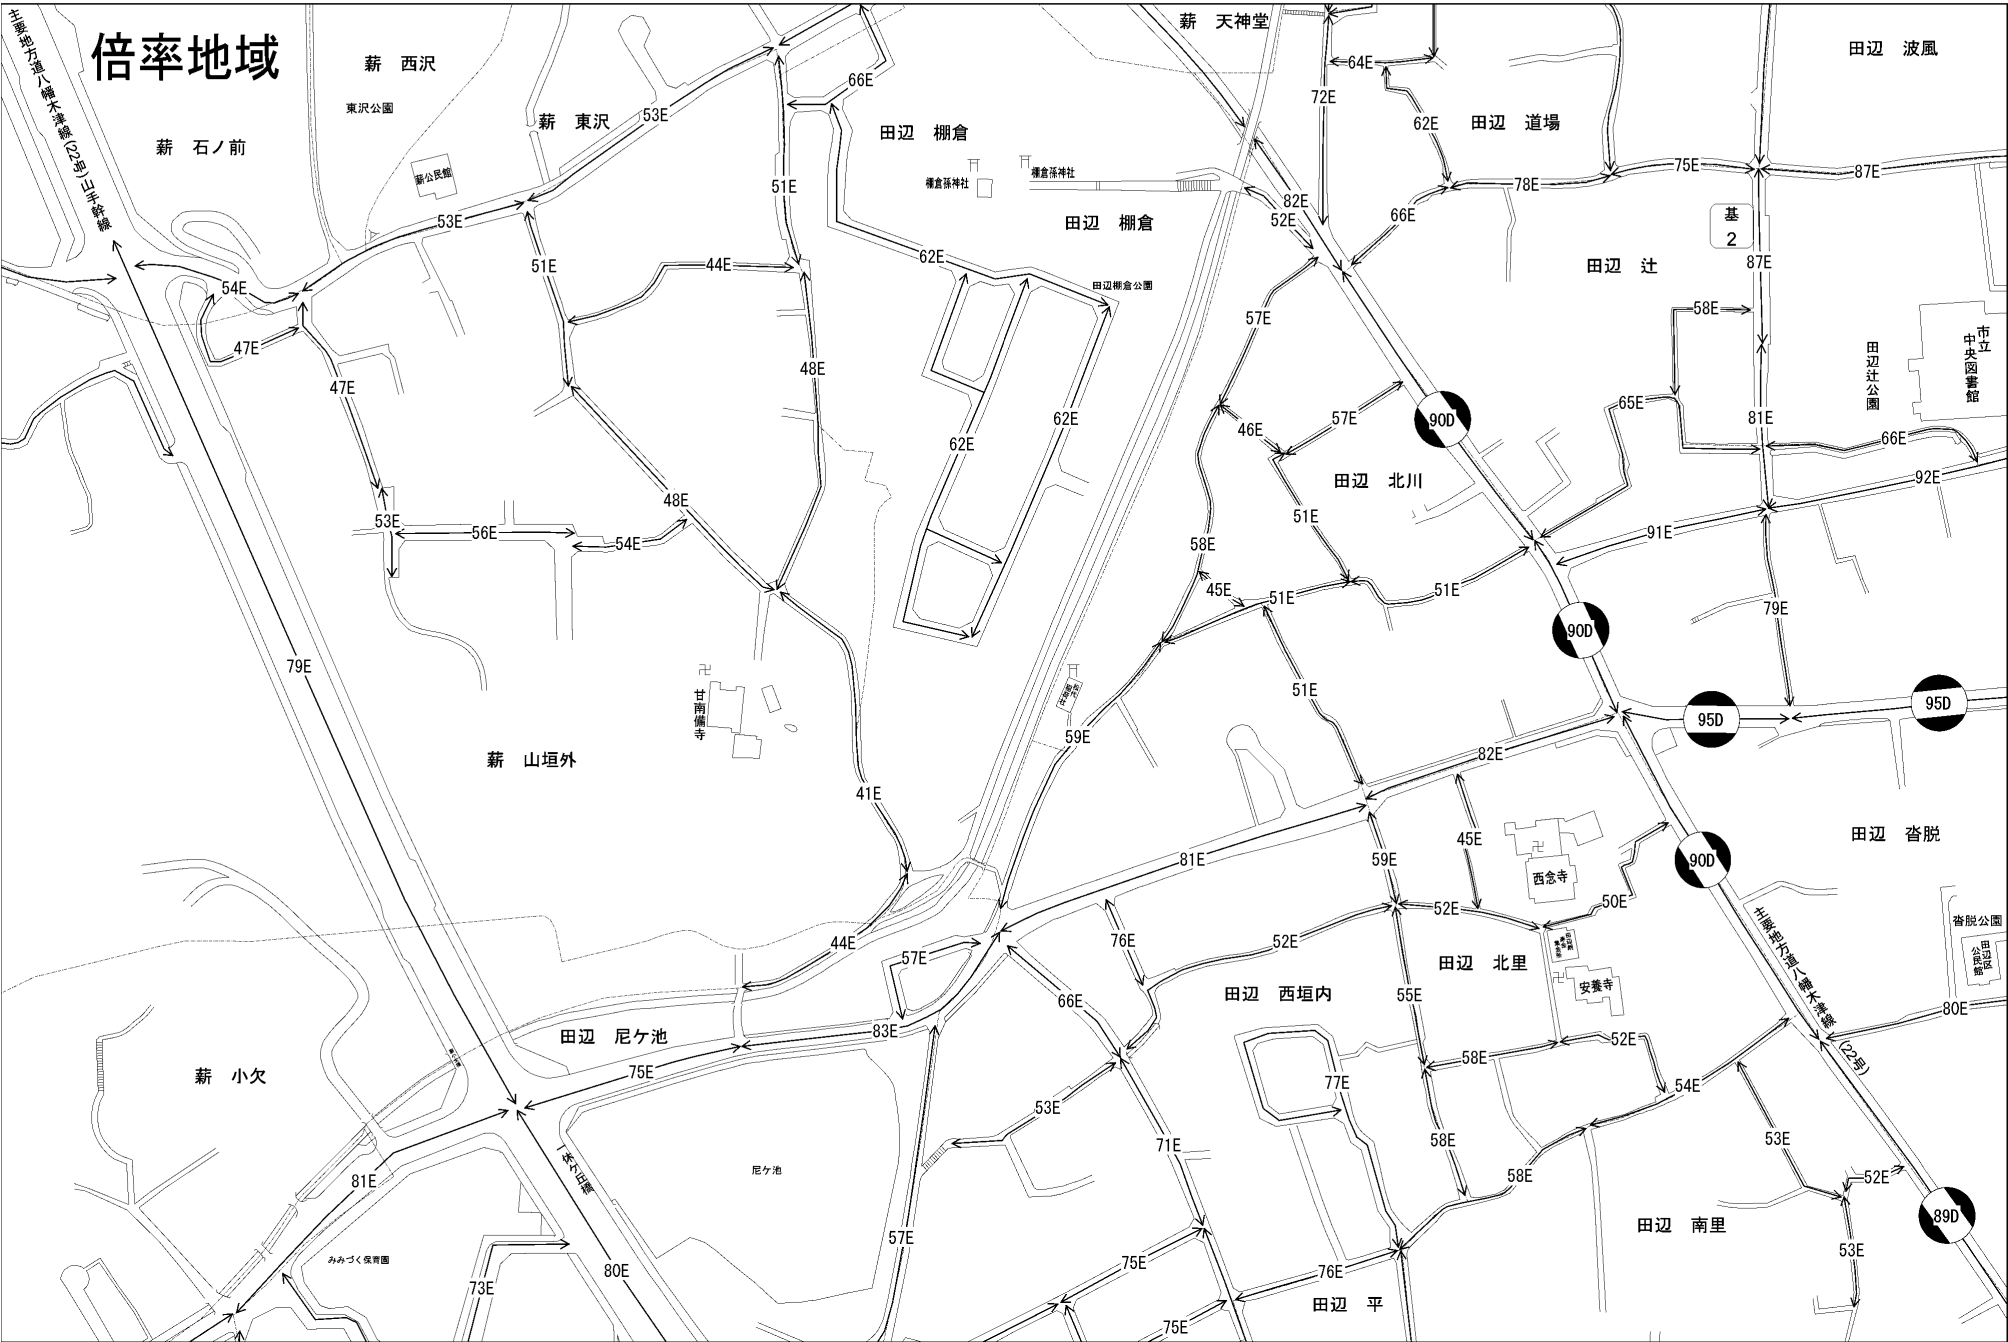 倍率地域
主要地方道八幡木津線(22号)山手幹線
薪 西沢
東沢公園
薪 石ノ前
薪公民館
薪 東沢
53E
66E
薪 天神堂
64E
72E
62E
田辺 道場
田辺 波風
田辺 棚倉
棚倉孫神社
棚倉孫神社
51E
田辺 棚倉
82E
52E
66E
78E
75E
87E
基
2
87E
53E
51E
44E
62E
田辺棚倉公園
田辺 辻
54E
47E
47E
48E
57E
58E
市立
中央図書館
田辺辻公園
62E
62E
46E
57E
90D
65E
81E
66E
田辺 北川
92E
53E
56E
54E
48E
51E
58E
91E
45E
51E
51E
79E
90D
79E
甘南備寺
51E
95D
95D
薪 山垣外
59E
82E
41E
81E
59E
45E
90D
田辺 沓脱
西念寺
50E
44E
57E
76E
52E
52E
田辺 北里
安養寺
主要地方道八幡木津線
(22号)
沓脱公園
田辺区
公民館
田辺 西垣内
55E
66E
80E
田辺 尼ケ池
83E
75E
58E
52E
薪 小欠
77E
54E
53E
71E
58E
53E
一休ケ丘橋
尼ケ池
81E
58E
52E
89D
田辺 南里
みみづく保育園
57E
53E
73E
80E
75E
76E
田辺 平
75E